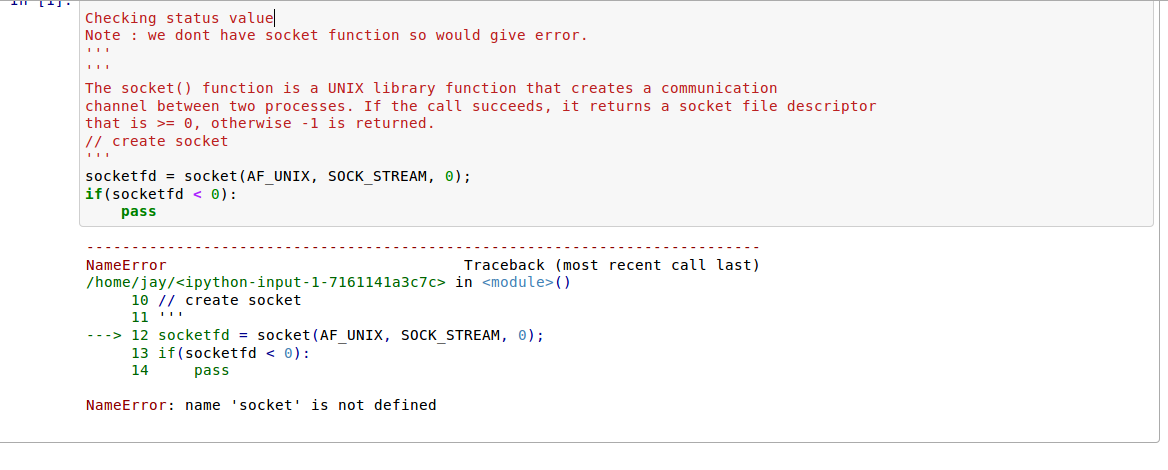 In [1]:
Checking status value
Note : we dont have socket function so would give error.
'''
'''
The socket() function is a UNIX library function that creates a communication
channel between two processes. If the call succeeds, it returns a socket file descriptor
that is >= 0, otherwise -1 is returned.
// create socket
'''
socketfd = socket(AF_UNIX, SOCK_STREAM, 0);
if(socketfd < 0):
    pass
---------------------------------------------------------------------------
NameError                                 Traceback (most recent call last)
/home/jay/<ipython-input-1-7161141a3c7c> in <module>()
     10 // create socket
     11 '''
---> 12 socketfd = socket(AF_UNIX, SOCK_STREAM, 0);
     13 if(socketfd < 0):
     14     pass
NameError: name 'socket' is not defined